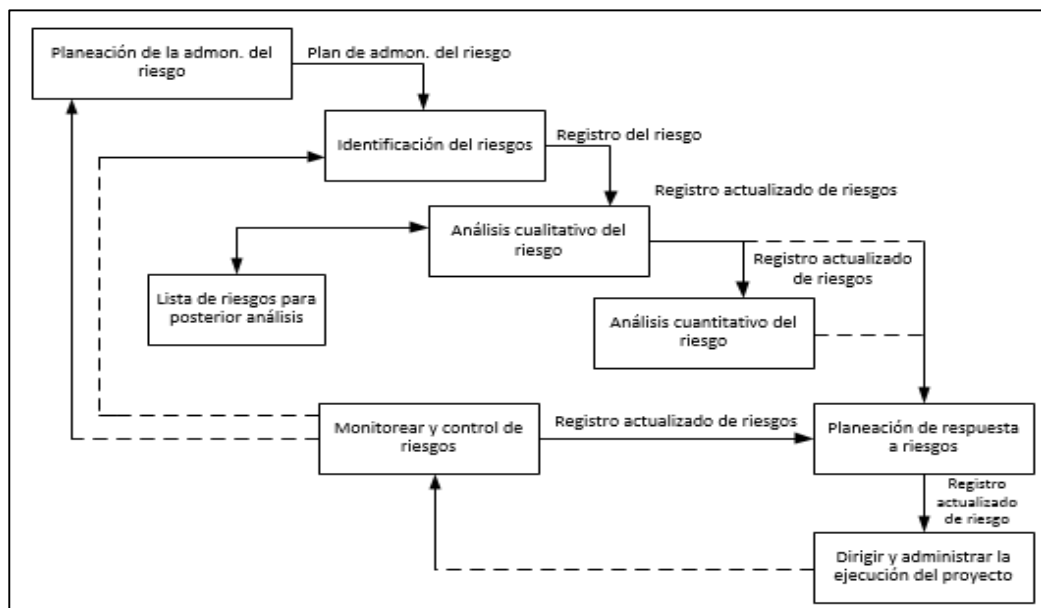 Planeación de la admon. del
riesgo
Plan de admon. del riesgo
Identificación del riesgos
Registro del riesgo
Registro actualizado de riesgos
Análisis cualitativo del
riesgo
Registro actualizado
de riesgos
Lista de riesgos para
posterior análisis
Análisis cuantitativo del
riesgo
Monitorear y control de
riesgos
Registro actualizado de riesgos
Planeación de respuesta
a riesgos
Registro
actualizado
de riesgo
Dirigir y administrar la
ejecución del proyecto